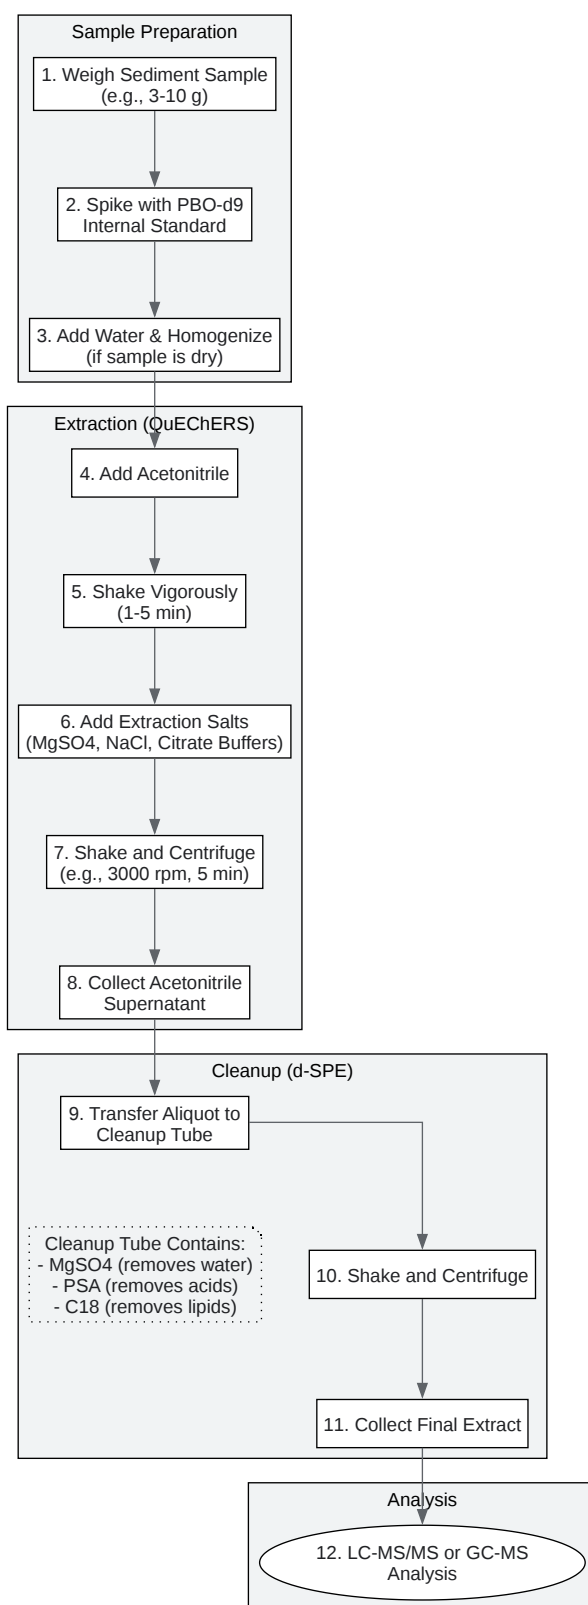 Sample Preparation
1. Weigh Sediment Sample
(e.g., 3-10 g)
2. Spike with PBO-d9
Internal Standard
3. Add Water & Homogenize
(if sample is dry)
Extraction (QuEChERS)
4. Add Acetonitrile
5. Shake Vigorously
(1-5 min)
6. Add Extraction Salts
(MgSO4, NaCl, Citrate Buffers)
7. Shake and Centrifuge
(e.g., 3000 rpm, 5 min)
8. Collect Acetonitrile
Supernatant
Cleanup (d-SPE)
9. Transfer Aliquot to
Cleanup Tube
Cleanup Tube Contains:
- MgSO4 (removes water)
- PSA (removes acids)
- C18 (removes lipids)
10. Shake and Centrifuge
11. Collect Final Extract
Analysis
12. LC-MS/MS or GC-MS
Analysis